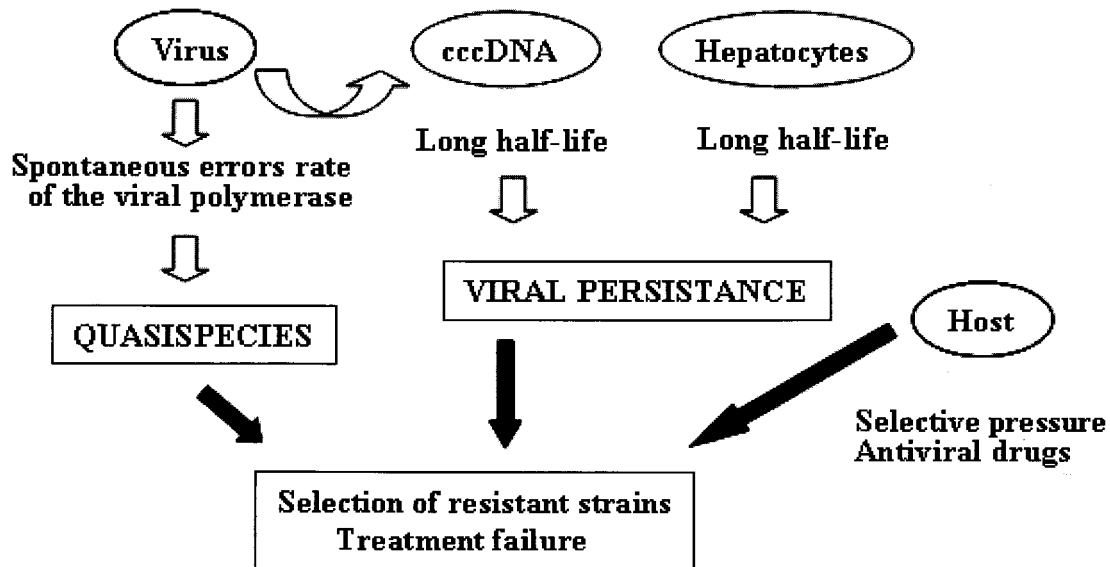 Virus
cccDNA
Hepatocytes
Long half-life
Long half-life
Spontaneous errors rate
of the viral polymerase
VIRAL PERSISTANCE
QUASISPECIES
Host
Selective pressure
Antiviral drugs
Selection of resistant strains
Treatment failure